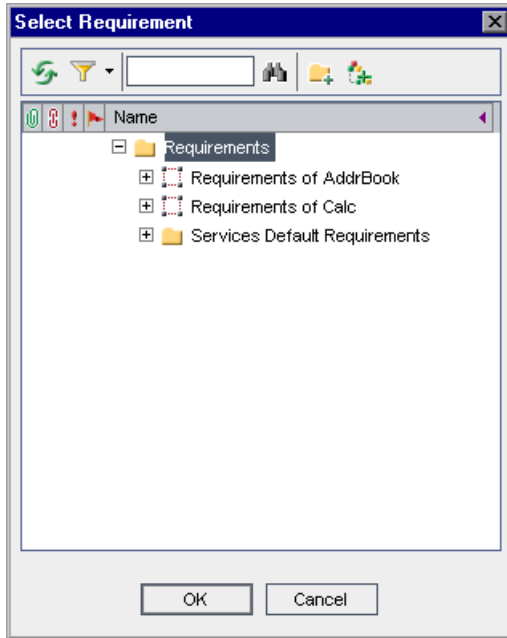 Select Requirement
Name
Requirements
Requirements of AddrBook
Requirements of Calc
Services Default Requirements
OK Cancel